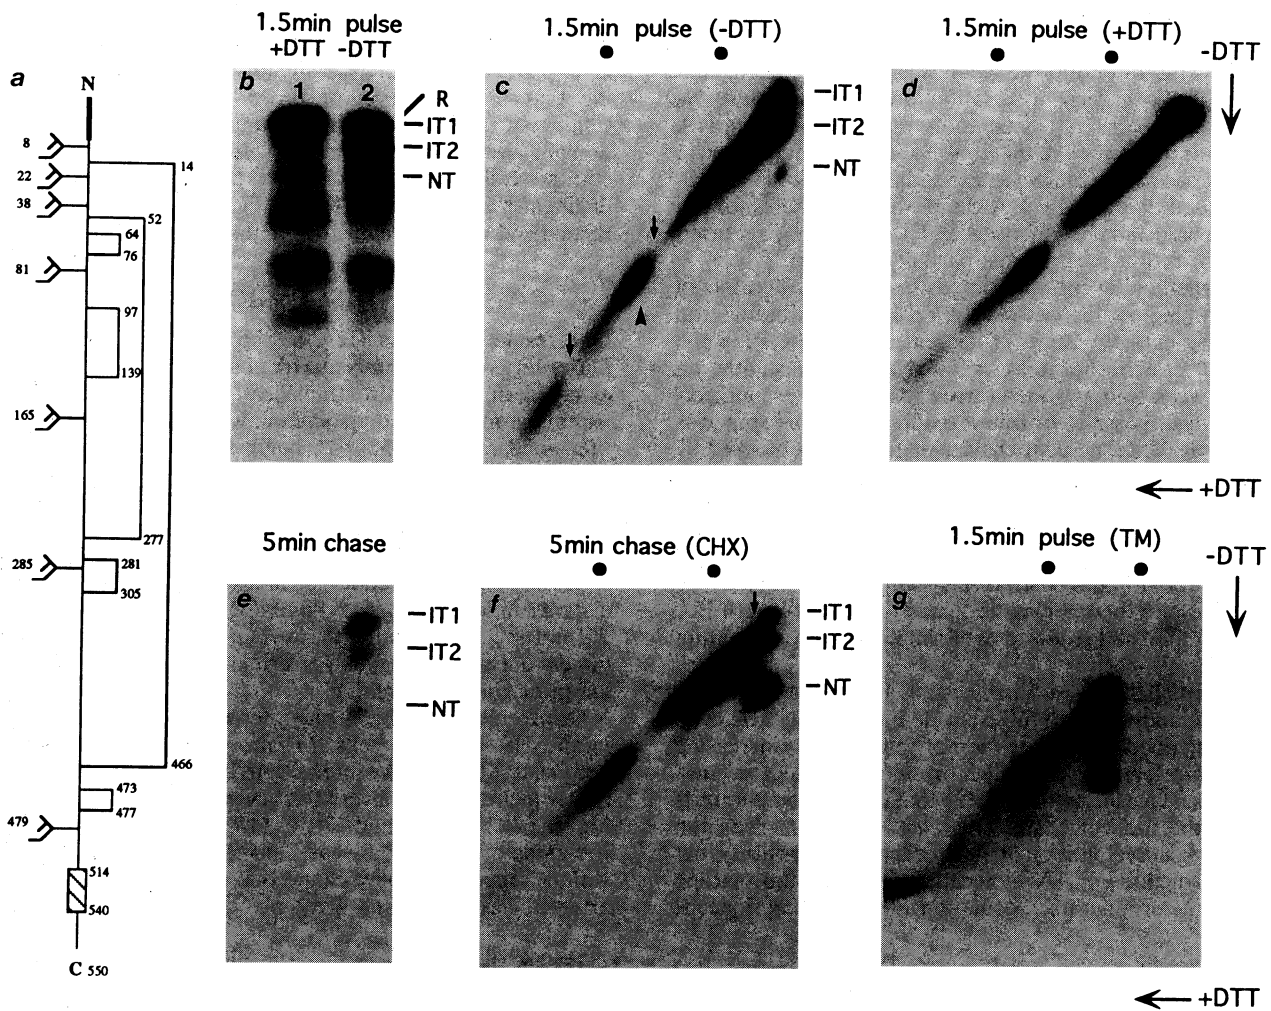 a
N
8
14
22
38
52
64
76
81
97
139
165
277
285
281
305
466
473
477
479
514
540
C 550
1.5min pulse
+DTT -DTT
b
1 2
R
IT1
IT2
NT
1.5min pulse (-DTT)
c
IT1
IT2
NT
1.5min pulse (+DTT)
d
-DTT
+DTT
5min chase
e
IT1
IT2
NT
5min chase (CHX)
f
IT1
IT2
NT
1.5min pulse (TM)
g
-DTT
+DTT